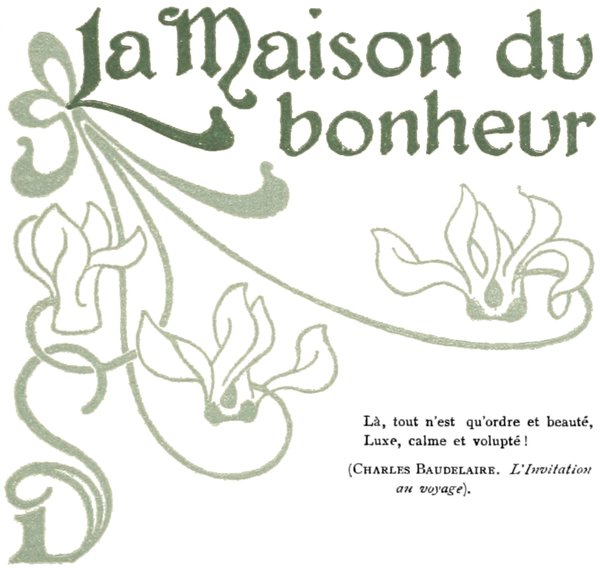 La Maison du
bonheur
Là, tout n'est qu'ordre et beauté,
Luxe, calme et volupté !
(CHARLES BAUDELAIRE. L'Invitation
au voyage).
D